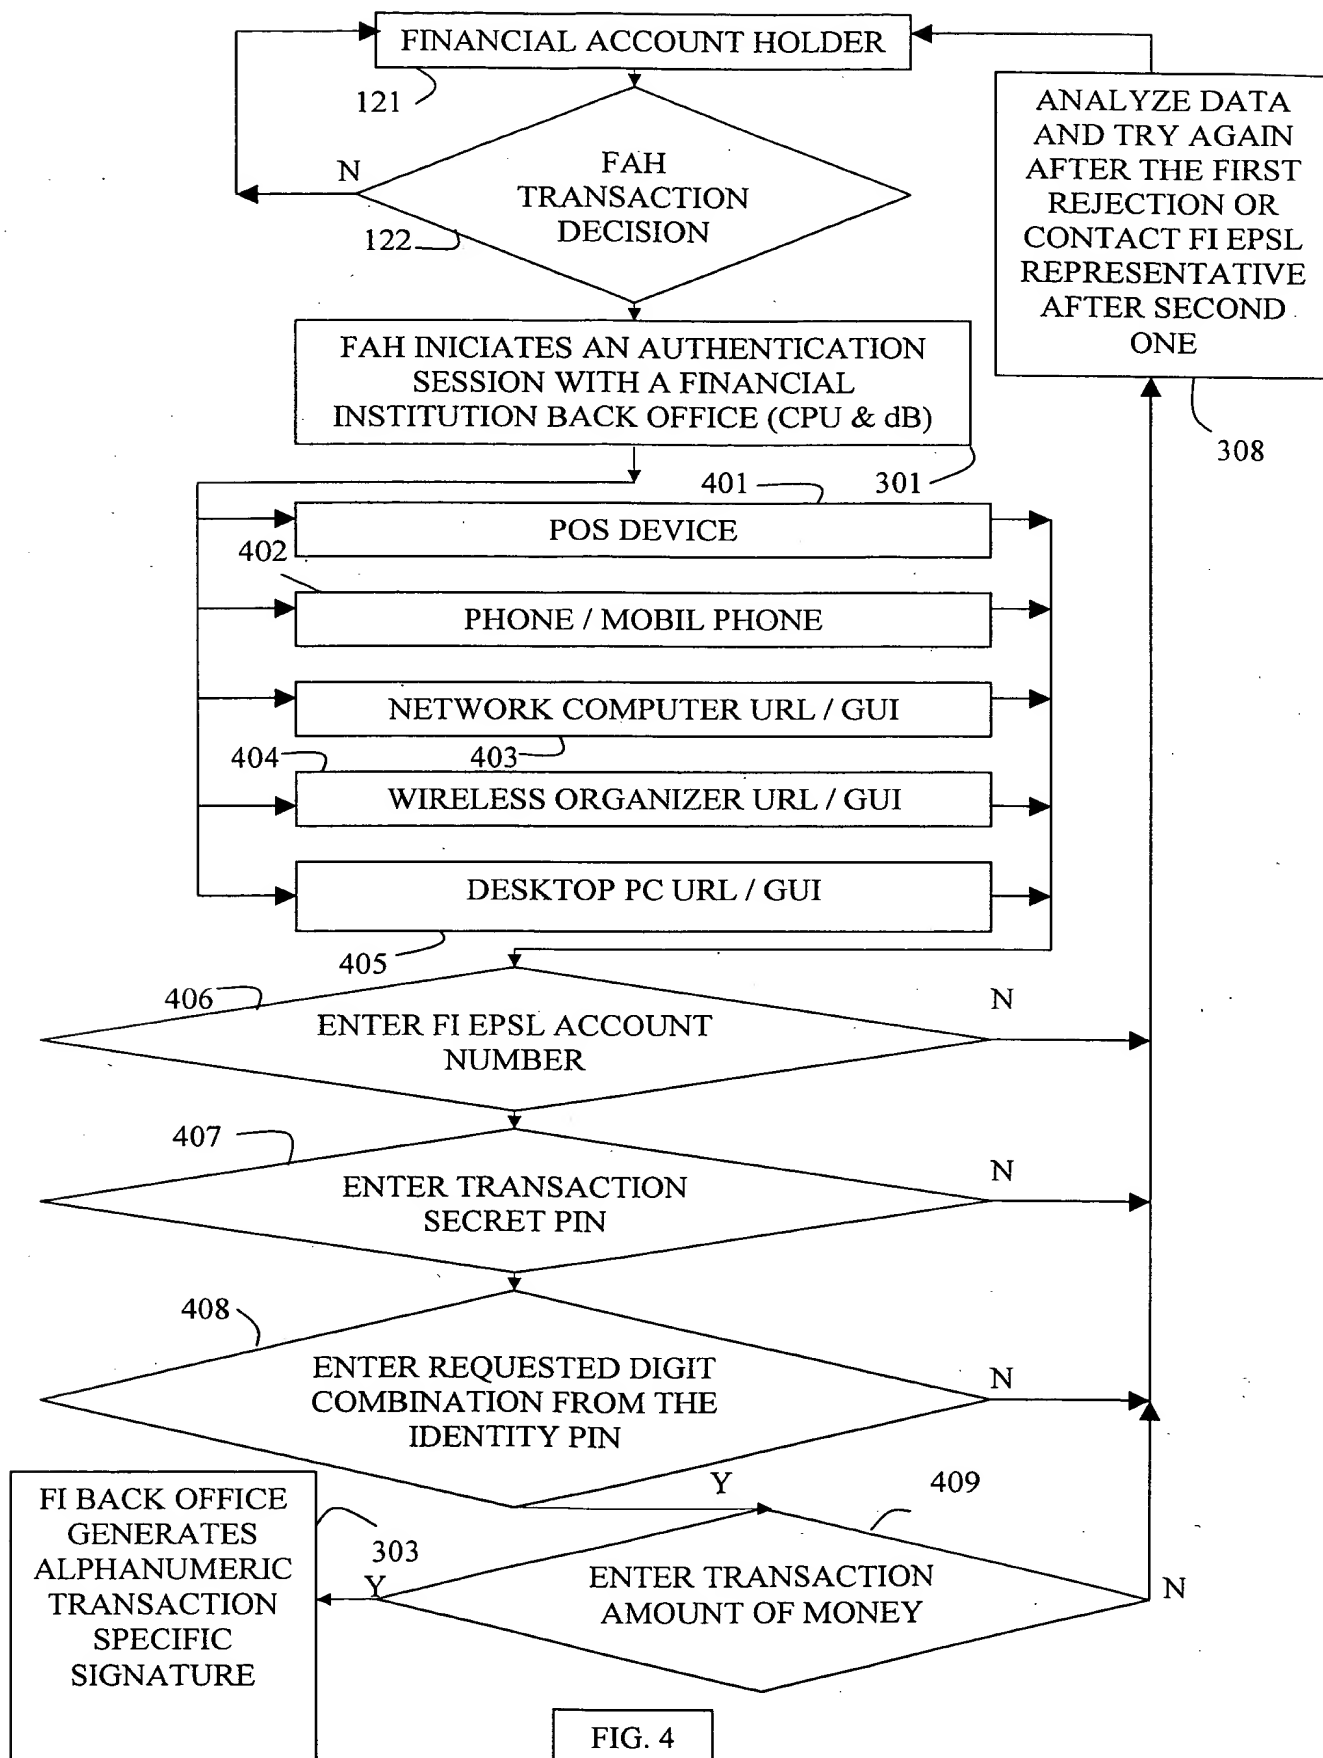 FINANCIAL ACCOUNT HOLDER
121
FAH
TRANSACTION
DECISION
N
122
ANALYZE DATA
AND TRY AGAIN
AFTER THE FIRST
REJECTION OR
CONTACT FI EPSL
REPRESENTATIVE
AFTER SECOND
ONE
308
FAH INICIATES AN AUTHENTICATION
SESSION WITH A FINANCIAL
INSTITUTION BACK OFFICE (CPU & dB)
301
401
POS DEVICE
402
PHONE / MOBIL PHONE
NETWORK COMPUTER URL / GUI
403
404
WIRELESS ORGANIZER URL / GUI
DESKTOP PC URL / GUI
405
406
ENTER FI EPSL ACCOUNT
NUMBER
N
407
ENTER TRANSACTION
SECRET PIN
N
408
ENTER REQUESTED DIGIT
COMBINATION FROM THE
IDENTITY PIN
N
Y
409
ENTER TRANSACTION
AMOUNT OF MONEY
N
Y
303
FI BACK OFFICE
GENERATES
ALPHANUMERIC
TRANSACTION
SPECIFIC
SIGNATURE
FIG. 4